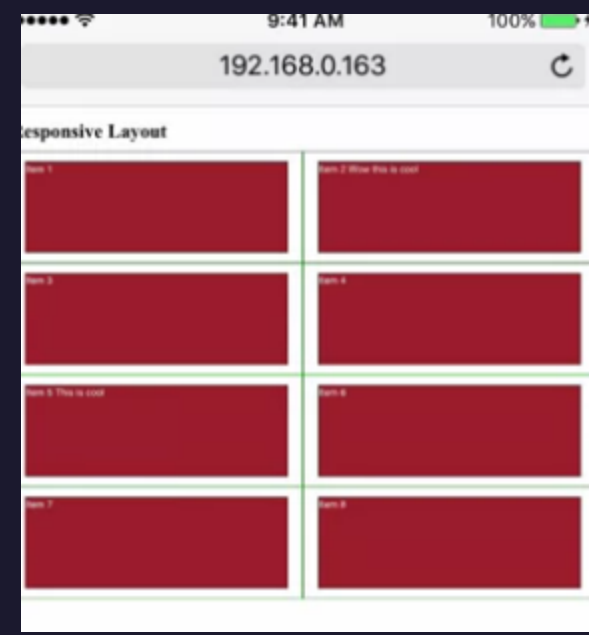 9:41 AM 100%
192.168.0.163
esponsive Layout
Item 1
Item 2 Wow this is cool
Item 3
Item 4
Item 5 This is cool
Item 6
Item 7
Item 8